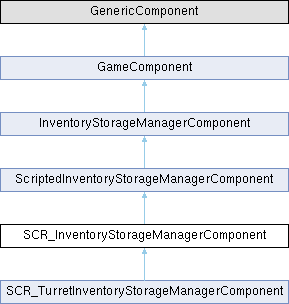 GenericComponent
GameComponent
InventoryStorageManagerComponent
ScriptedInventoryStorageManagerComponent
SCR_InventoryStorageManagerComponent
SCR_TurretInventoryStorageManagerComponent